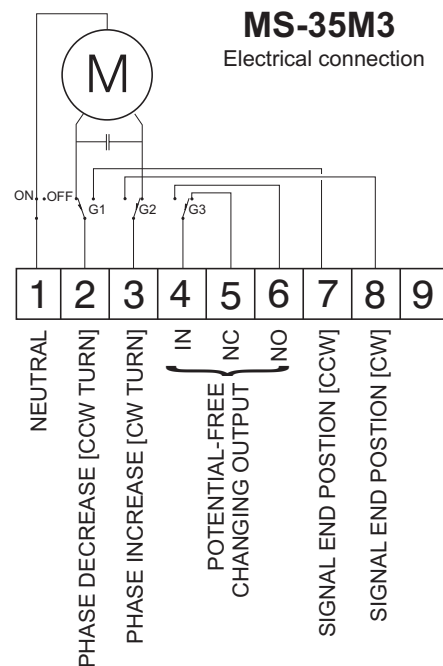 MS-35M3
Electrical connection
M
ON
OFF
G1
G2
G3
1 2 3 4 5 6 7 8 9
NEUTRAL
PHASE DECREASE [CCW TURN]
PHASE INCREASE [CW TURN]
IN
NC
NO
POTENTIAL-FREE
CHANGING OUTPUT
SIGNAL END POSTION [CCW]
SIGNAL END POSTION [CW]